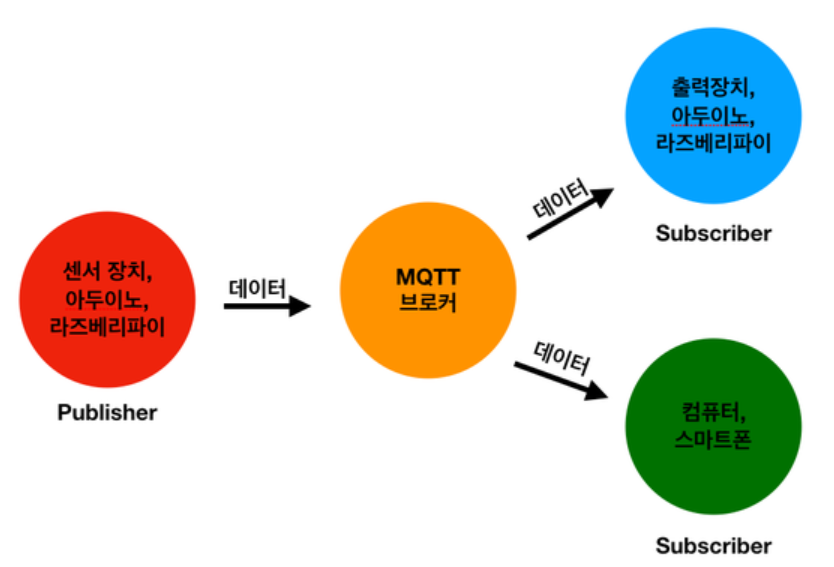 센서 장치,
아두이노,
라즈베리파이
Publisher
데이터
MQTT
브로커
데이터
출력장치,
아두이노,
라즈베리파이
Subscriber
데이터
컴퓨터,
스마트폰
Subscriber